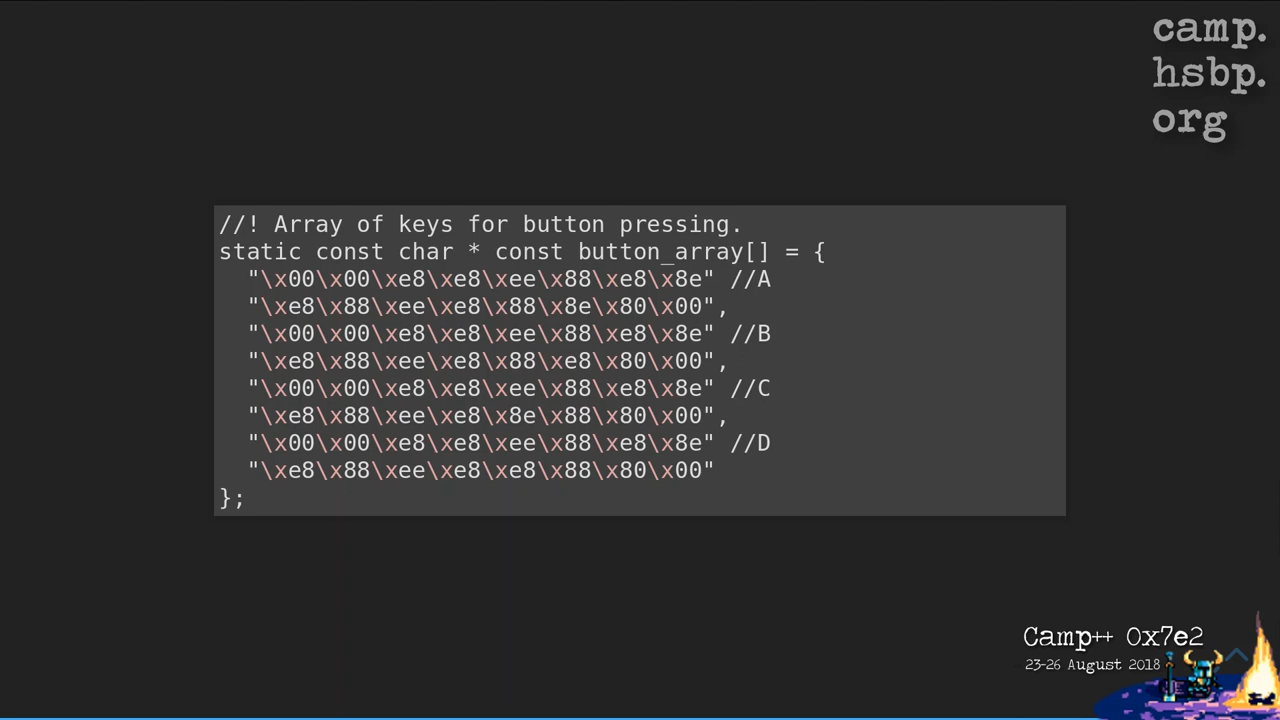 camp.
hsbp.
org
//! Array of keys for button pressing.
static const char * const button_array[] = {
  "\x00\x00\xe8\xe8\xee\x88\xe8\x8e" //A
  "\xe8\x88\xee\xe8\x88\x8e\x80\x00",
  "\x00\x00\xe8\xe8\xee\x88\xe8\x8e" //B
  "\xe8\x88\xee\xe8\x88\xe8\x80\x00",
  "\x00\x00\xe8\xe8\xee\x88\xe8\x8e" //C
  "\xe8\x88\xee\xe8\x8e\x88\x80\x00",
  "\x00\x00\xe8\xe8\xee\x88\xe8\x8e" //D
  "\xe8\x88\xee\xe8\xe8\x88\x80\x00"
};
Camp++ 0x7e2
23-26 August 2018